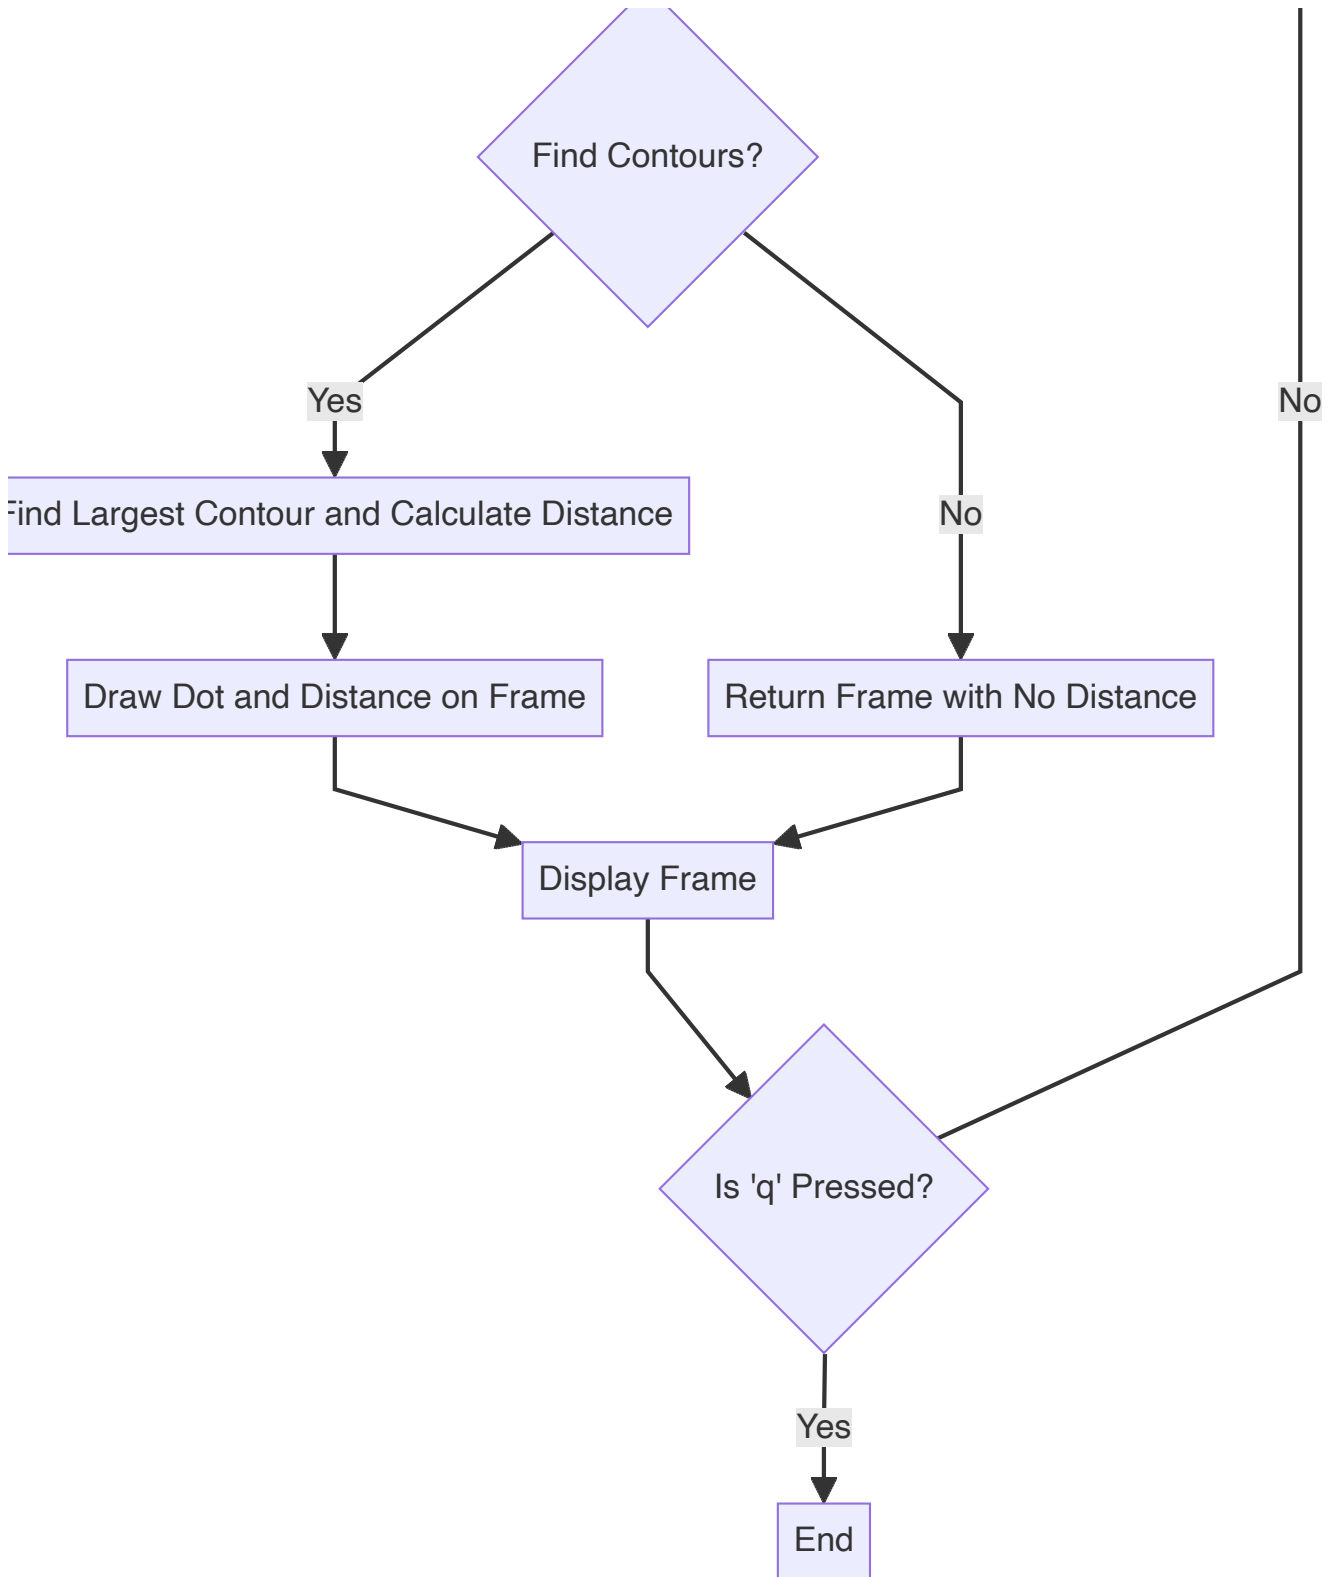 Find Contours?
Yes
No
Find Largest Contour and Calculate Distance
No
Draw Dot and Distance on Frame
Return Frame with No Distance
Display Frame
Is 'q' Pressed?
Yes
End